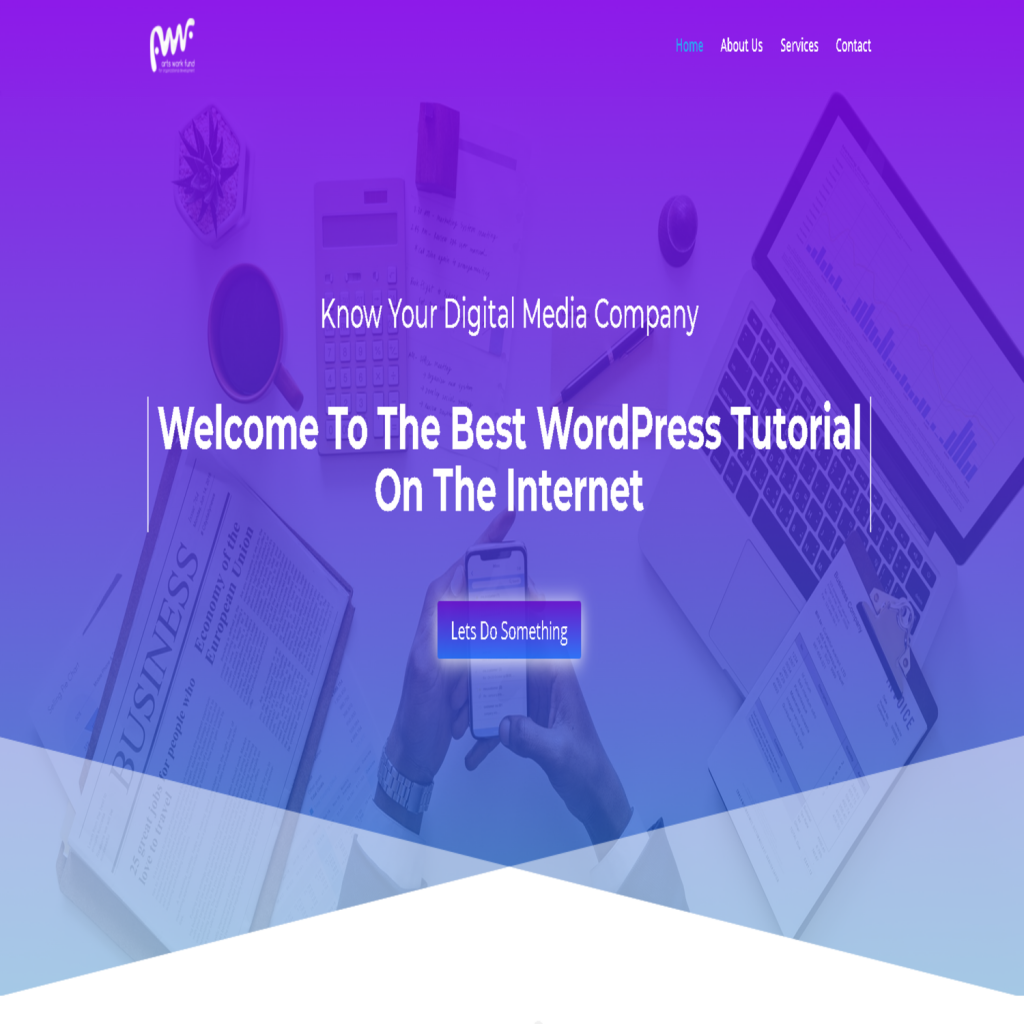 arts work fund
Home
About Us
Services
Contact
Know Your Digital Media Company
Welcome To The Best WordPress Tutorial
On The Internet
Lets Do Something
BUSINESS
Economy of the
European Union
for people who
25 great jobs
love to travel